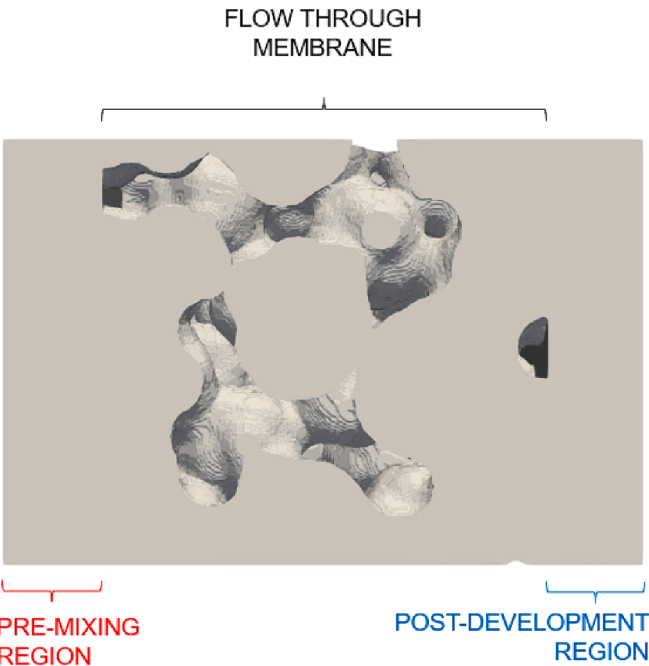 FLOW THROUGH
MEMBRANE
PRE-MIXING
REGION
POST-DEVELOPMENT
REGION